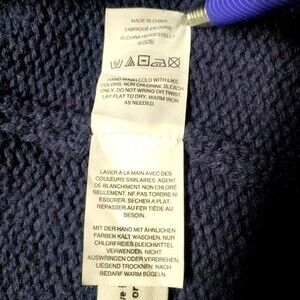 MADE IN CHINA
FABRIQUÉ EN CHINE
IN CHINA HERGESTELLT
HAND WASH COLD WITH LIKE
COLORS, NON CHLORINE BLEACH
ONLY, DO NOT WRING OR TWIST
LAY FLAT TO DRY, WARM IRON
AS NEEDED.
LAVER A LA MAIN AVEC DES
COULEURS SIMILAIRES. AGENT
DE BLANCHIMENT NON CHLORÉ
SEULEMENT. NE PAS TORDRE NI
ESSORER. SÉCHER A PLAT.
REPASSER AU FER TIÈDE AU
BESOIN.
MIT DER HAND MIT ÄHNLICHEN
FARBEN KALT WASCHEN. NUR
CHLORFREIES BLEICHMITTEL
VERWENDEN. NICHT
AUSWRINGEN ODER VERDREHEN.
LIEGEND TROCKNEN. NACH
BEDARF WARM BÜGELN.